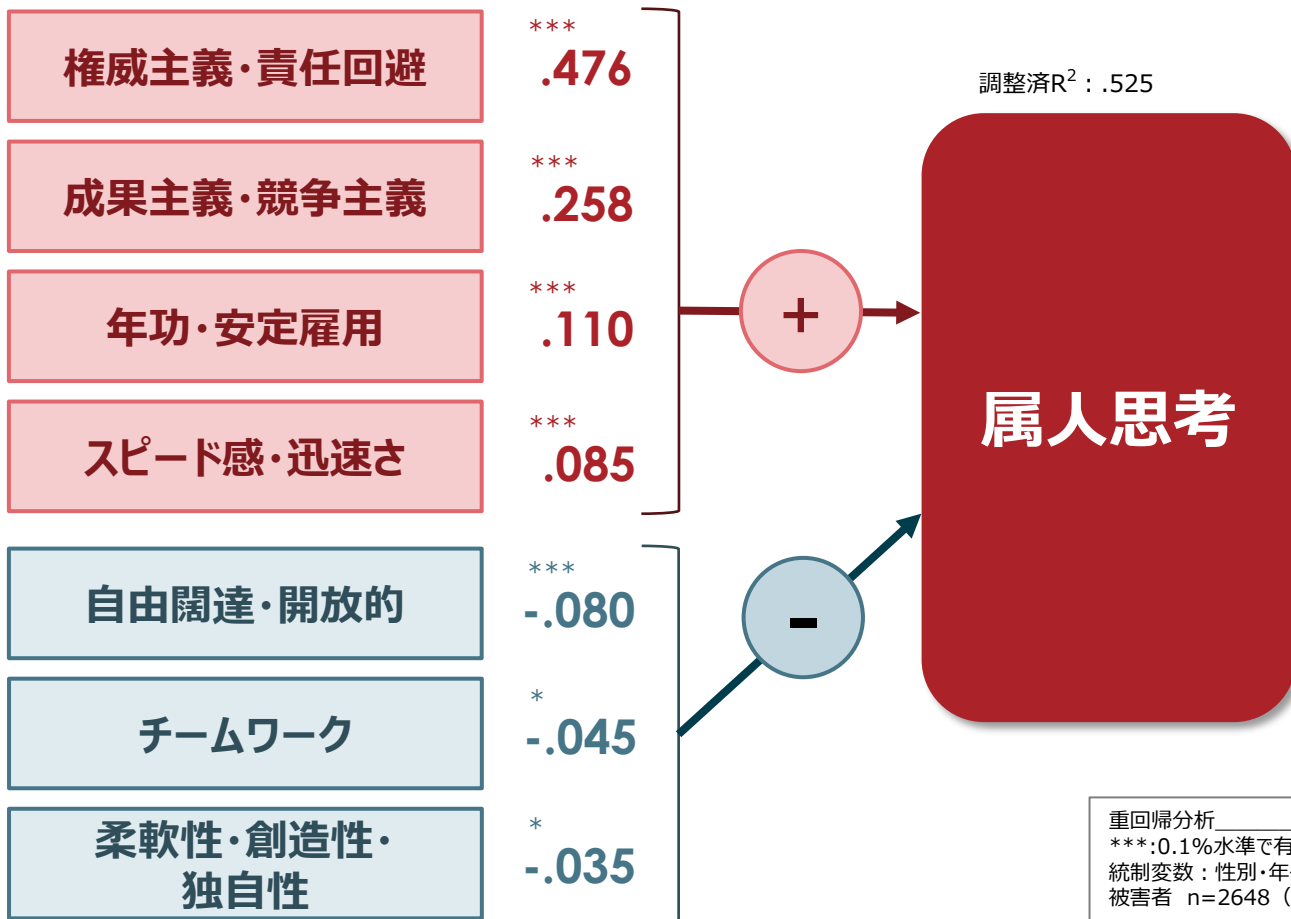 権威主義・責任回避
***
.476
成果主義・競争主義
***
.258
年功・安定雇用
***
.110
スピード感・迅速さ
***
.085
自由闊達・開放的
***
-.080
チームワーク
*
-.045
柔軟性・創造性・
独自性
*
-.035
+
-
調整済R²：.525
属人思考
重回帰分析
***:0.1%水準で有
統制変数：性別・年
被害者 n=2648（